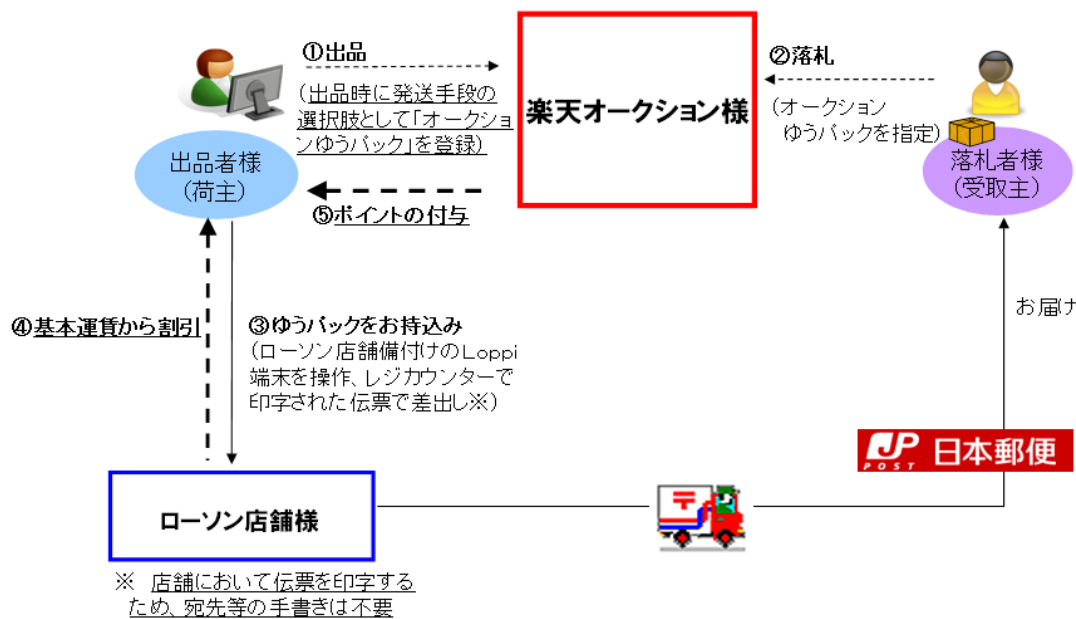 ①出品
(出品時に発送手段の
選択肢として「オークショ
ンゆうパック」を登録)
楽天オークション様
②落札
(オークション
ゆうパックを指定)
出品者様
(荷主)
落札者様
(受取主)
⑤ポイントの付与
④基本運賃から割引
③ゆうパックをお持込み
(ローソン店舗備付けのLoppi
端末を操作、レジカウンターで
印字された伝票で差出し※)
お届け
JP
POST
日本郵便
〒
ローソン店舗様
※ 店舗において伝票を印字する
ため、宛先等の手書きは不要